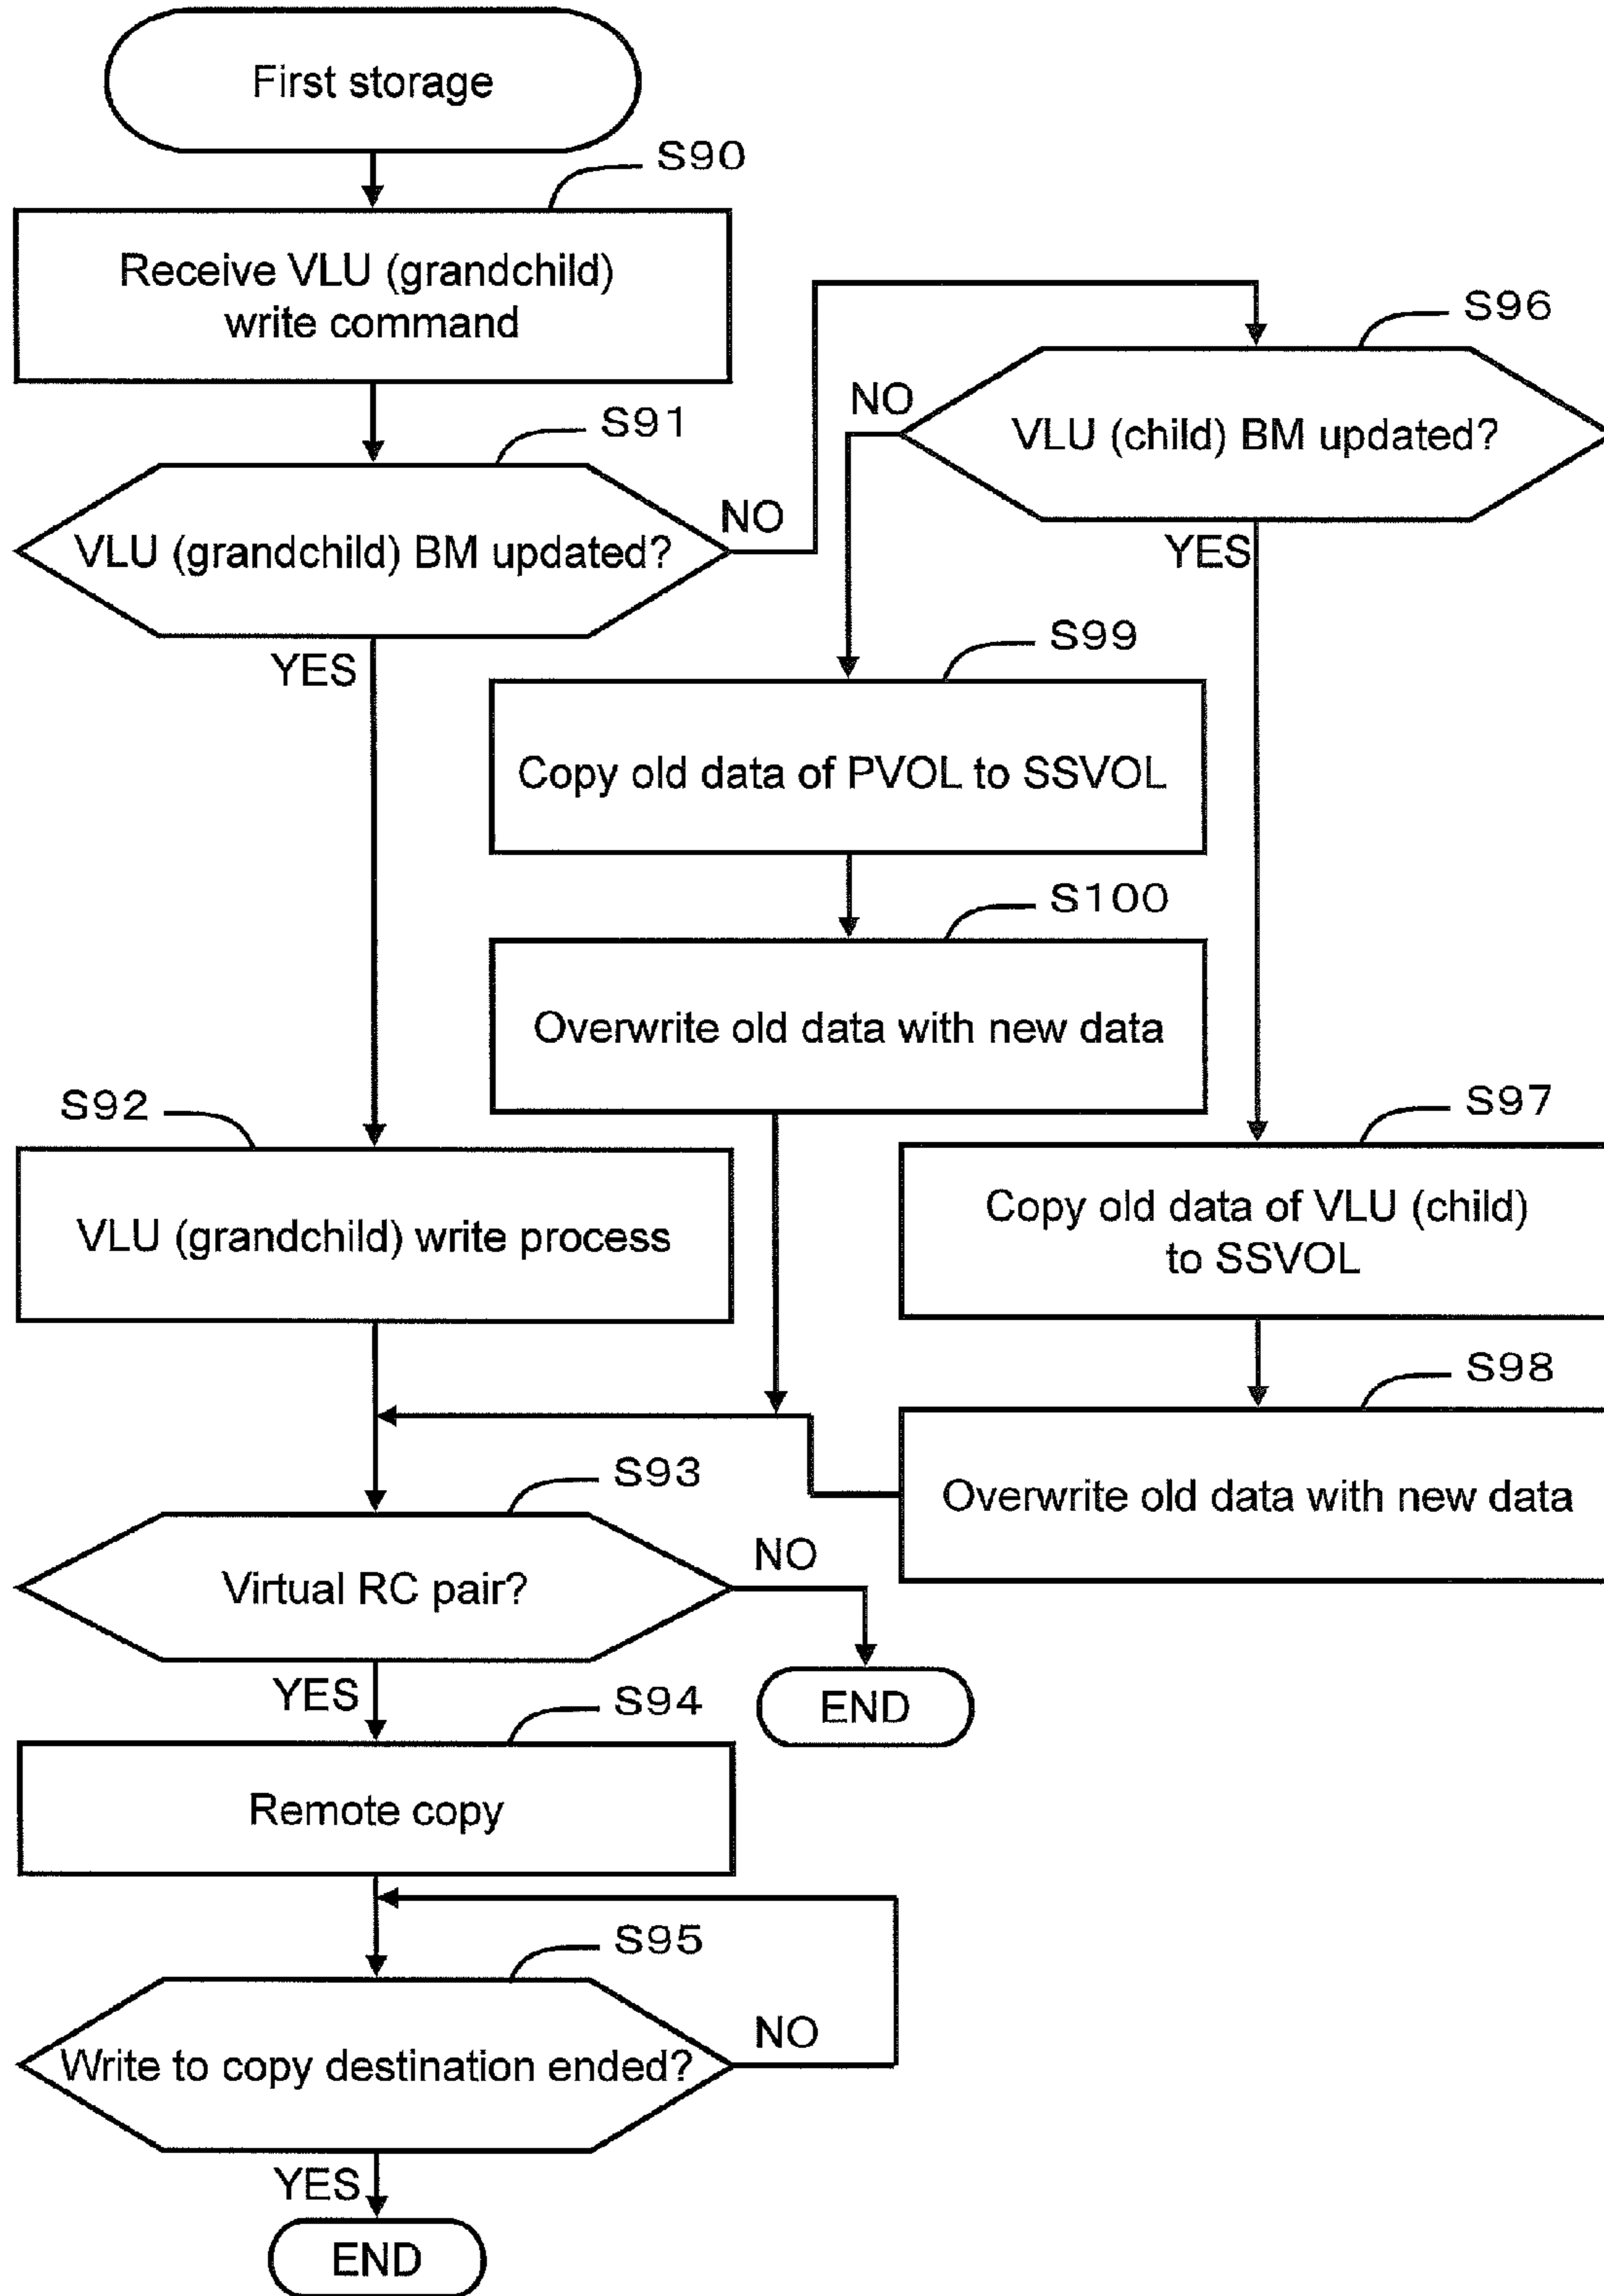 First storage
S90
Receive VLU (grandchild)
write command
S91
VLU (grandchild) BM updated?
NO
YES
S96
VLU (child) BM updated?
NO
YES
S99
Copy old data of PVOL to SSVOL
S100
Overwrite old data with new data
S92
VLU (grandchild) write process
S97
Copy old data of VLU (child)
to SSVOL
S98
Overwrite old data with new data
S93
Virtual RC pair?
NO
END
YES
S94
Remote copy
S95
Write to copy destination ended?
NO
YES
END